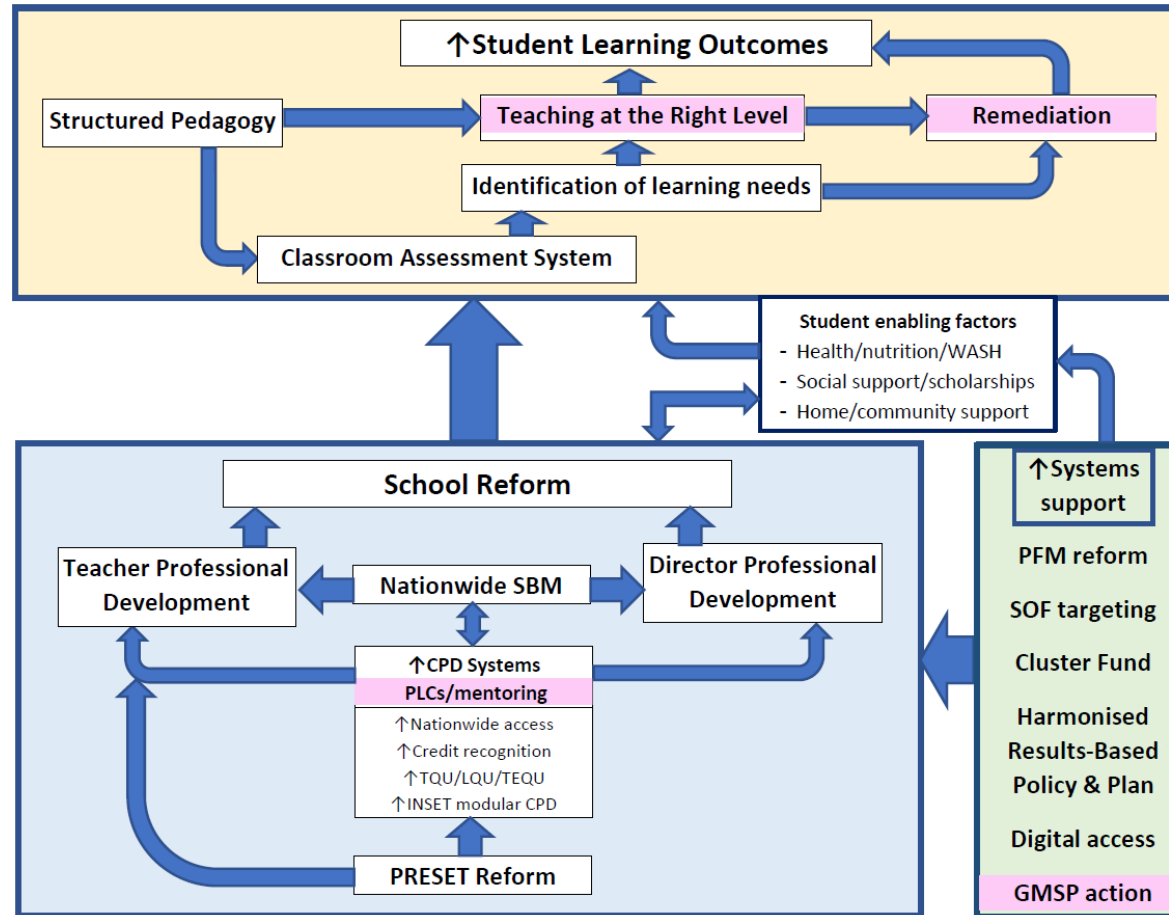 ↑Student Learning Outcomes
Structured Pedagogy
Teaching at the Right Level
Remediation
Identification of learning needs
Classroom Assessment System
Student enabling factors
- Health/nutrition/WASH
- Social support/scholarships
- Home/community support
School Reform
Teacher Professional
Development
Nationwide SBM
Director Professional
Development
↑CPD Systems
PLCs/mentoring
↑Nationwide access
↑Credit recognition
↑TQU/LQU/TEQU
↑INSET modular CPD
PRESET Reform
↑Systems
support
PFM reform
SOF targeting
Cluster Fund
Harmonised
Results-Based
Policy & Plan
Digital access
GMSP action